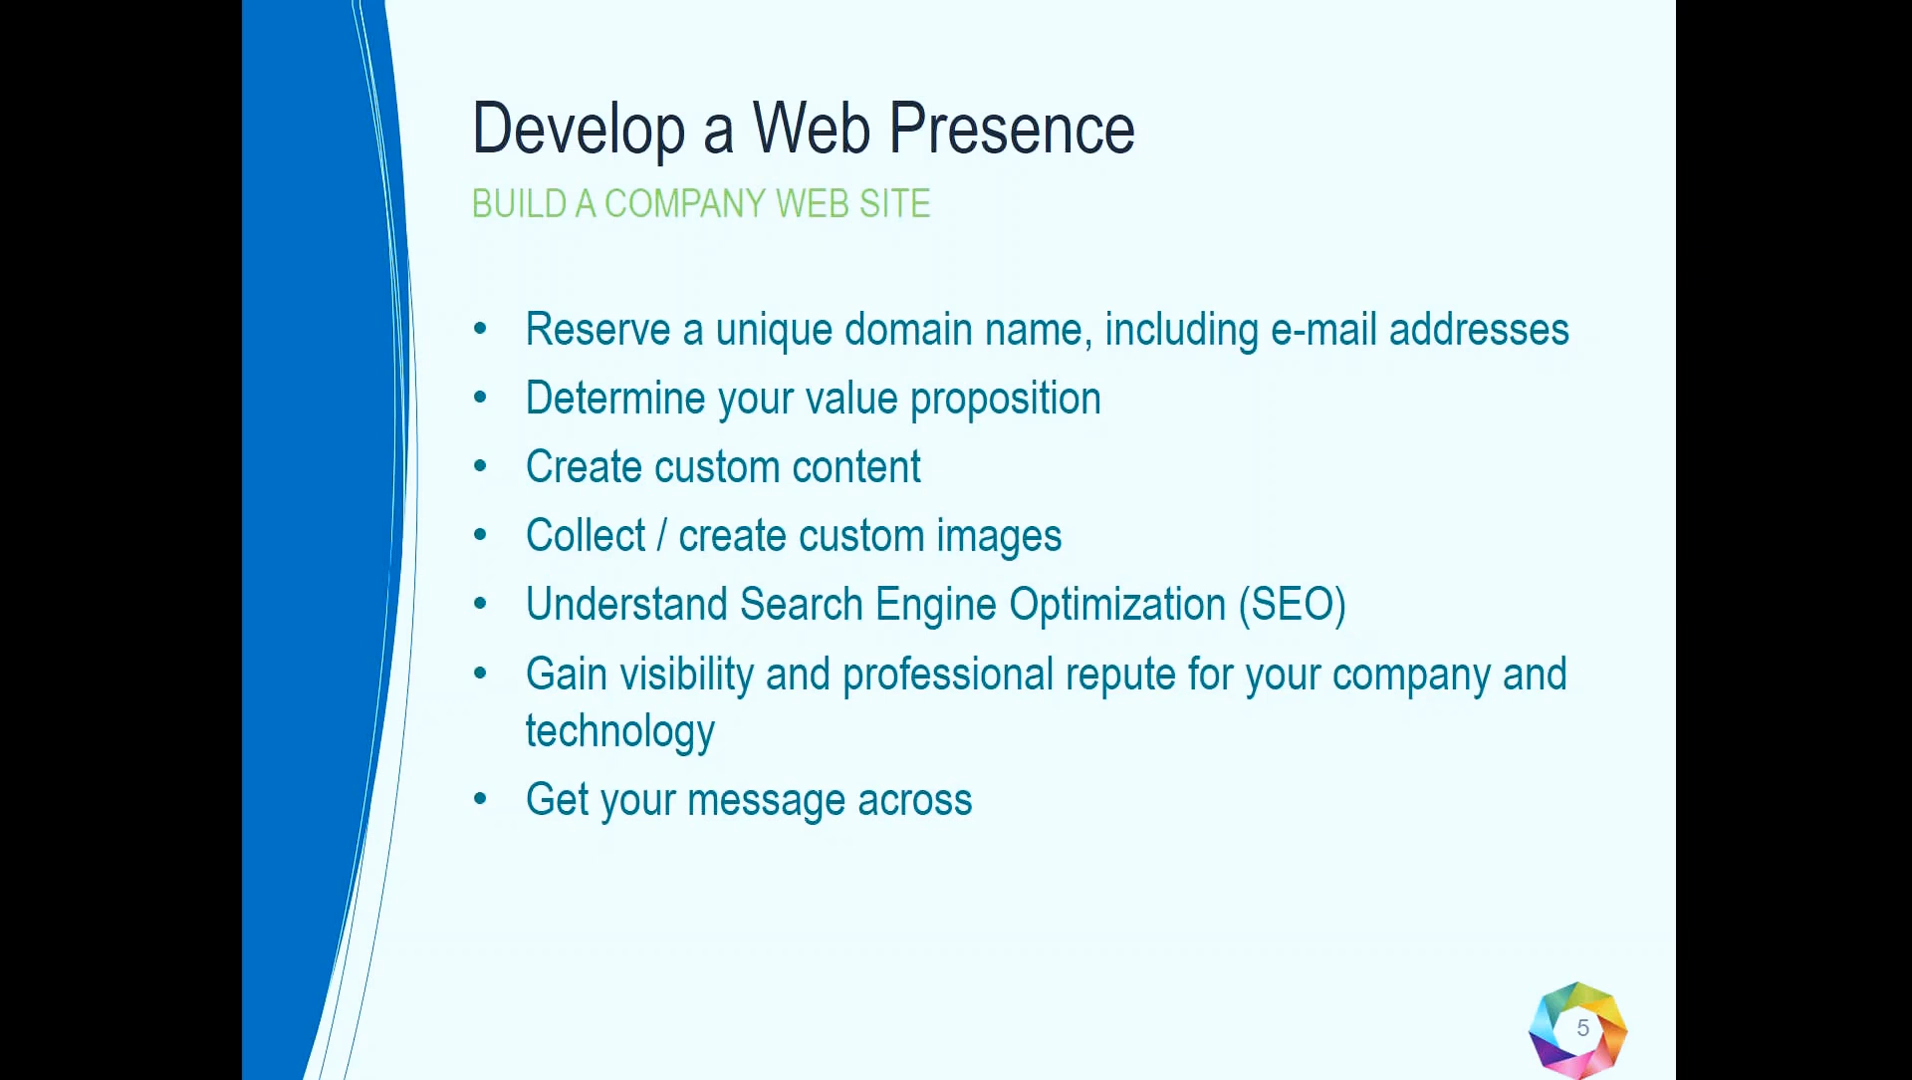 Develop a Web Presence
BUILD A COMPANY WEB SITE
• Reserve a unique domain name, including e-mail addresses
• Determine your value proposition
• Create custom content
• Collect / create custom images
• Understand Search Engine Optimization (SEO)
• Gain visibility and professional repute for your company and
technology
• Get your message across
5